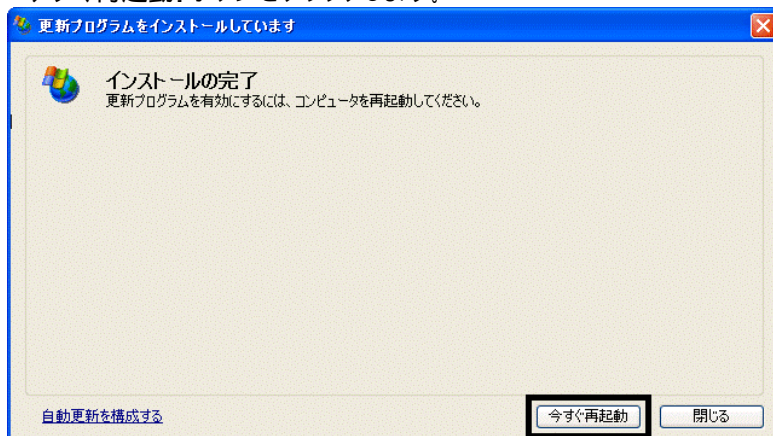 更新プログラムをインストールしています
インストールの完了
更新プログラムを有効にするには、コンピュータを再起動してください。
自動更新を構成する
今すぐ再起動
閉じる